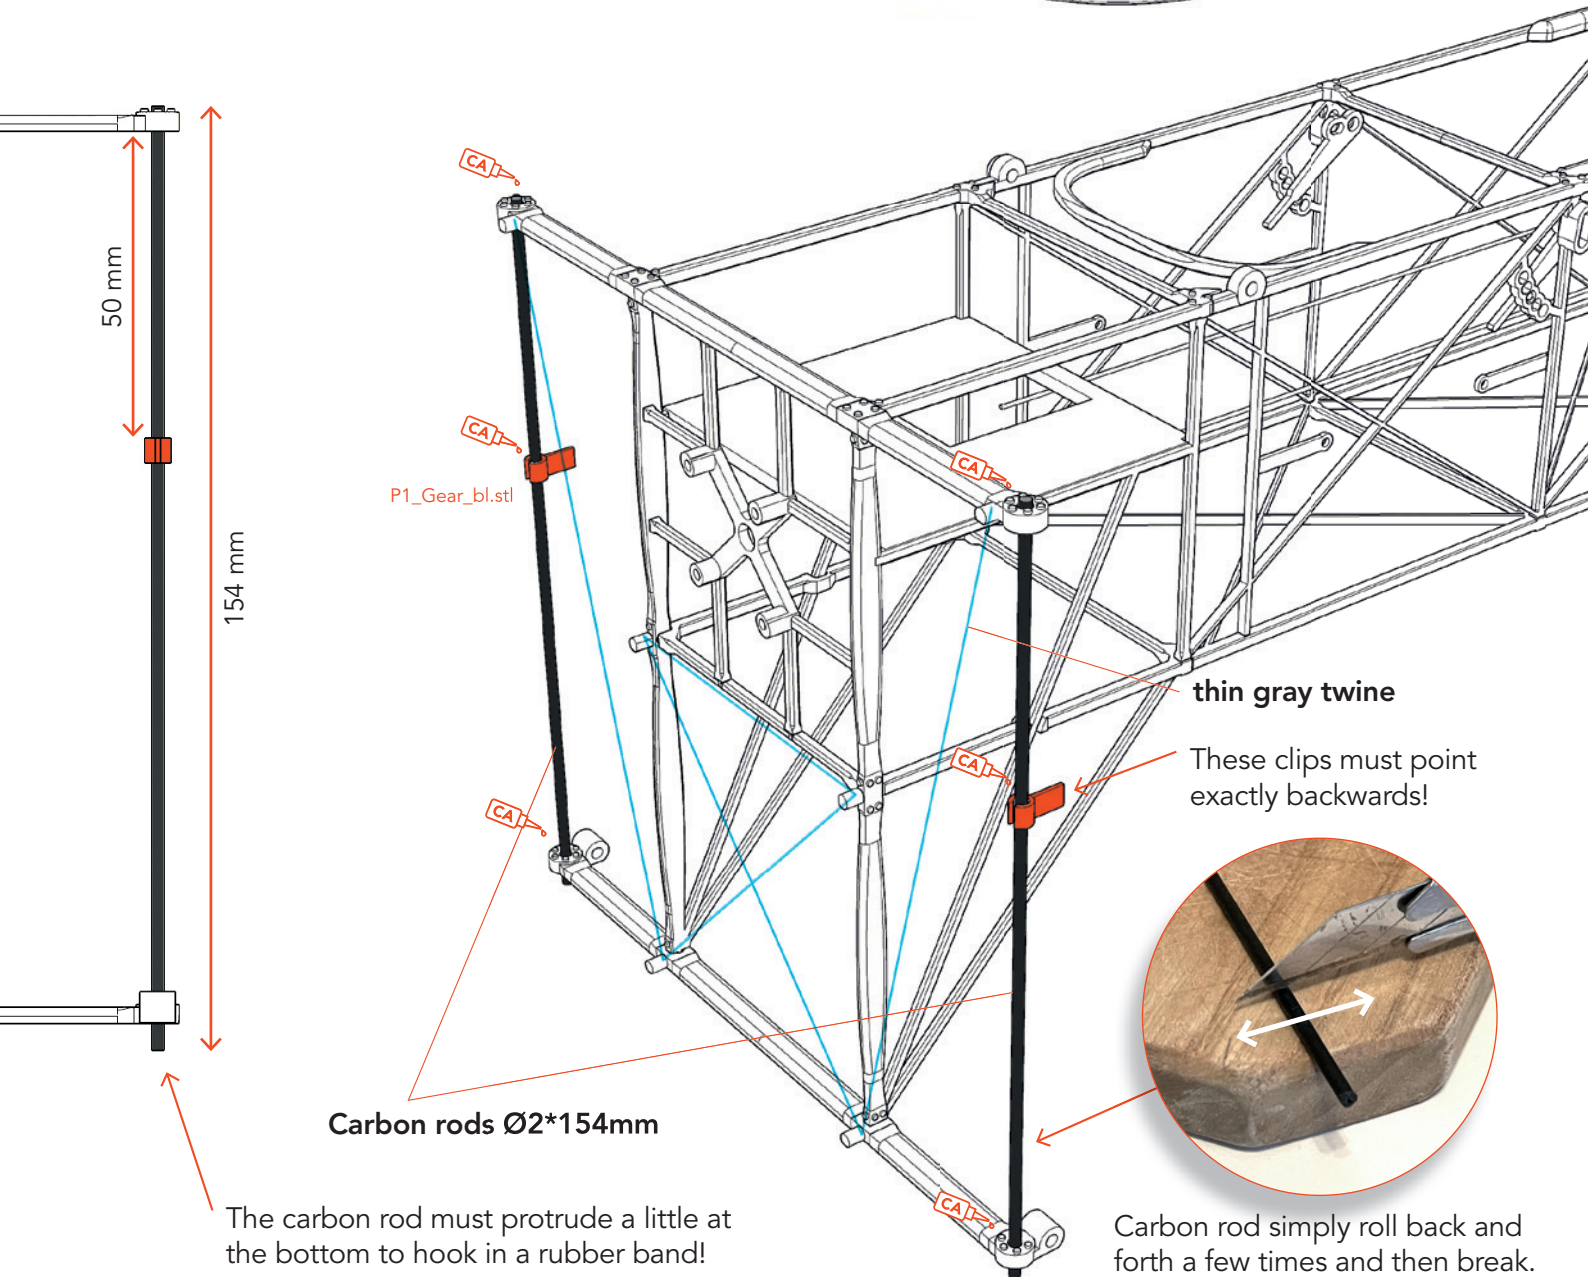 CA
50 mm
CA
CA
P1_Gear_bl.stl
154 mm
thin gray twine
CA
These clips must point
exactly backwards!
CA
Carbon rods Ø2*154mm
CA
The carbon rod must protrude a little at
the bottom to hook in a rubber band!
Carbon rod simply roll back and
forth a few times and then break.